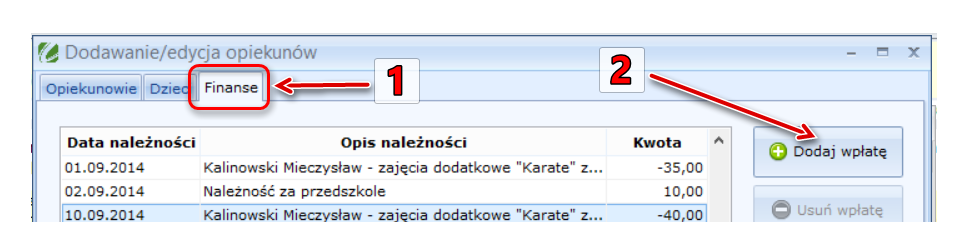 Dodawanie/edycja opiekunów
1
2
Opiekunowie Dzieci Finanse
Data należności Opis należności Kwota
Dodaj wpłatę
01.09.2014 Kalinowski Mieczysław - zajęcia dodatkowe "Karate" z... -35,00
02.09.2014 Należność za przedszkole 10,00
10.09.2014 Kalinowski Mieczysław - zajęcia dodatkowe "Karate" z... -40,00
Usuń wpłatę